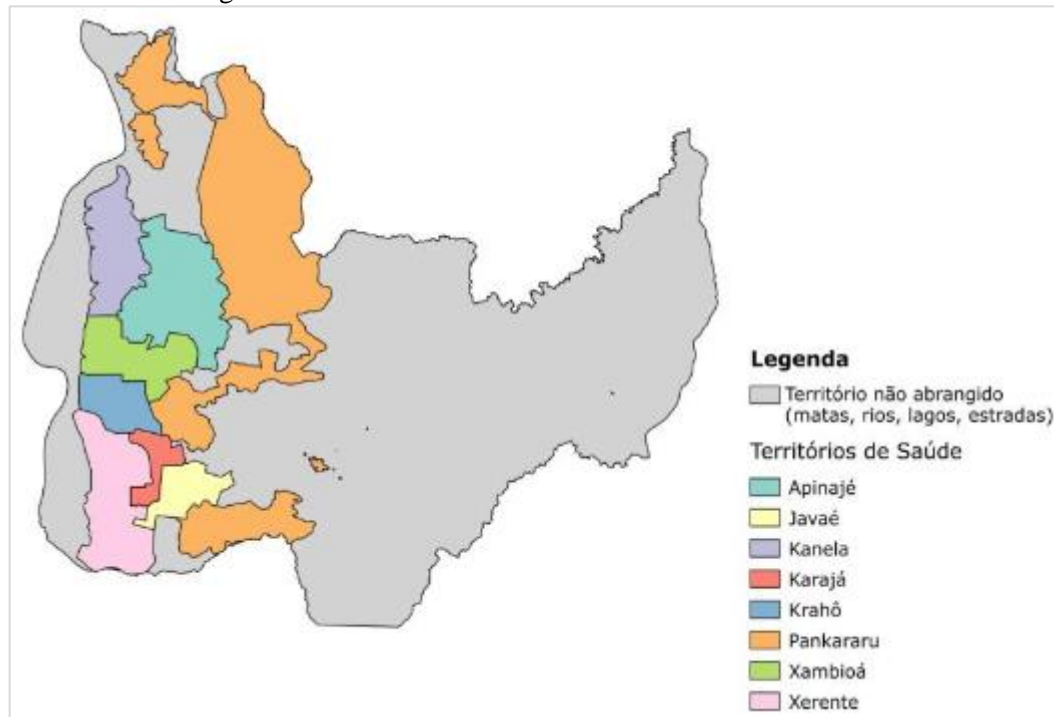 Legenda
Território não abrangido
(matas, rios, lagos, estradas)
Territórios de Saúde
Apinajé
Javaé
Kanela
Karajá
Krahô
Pankararu
Xambioá
Xerente